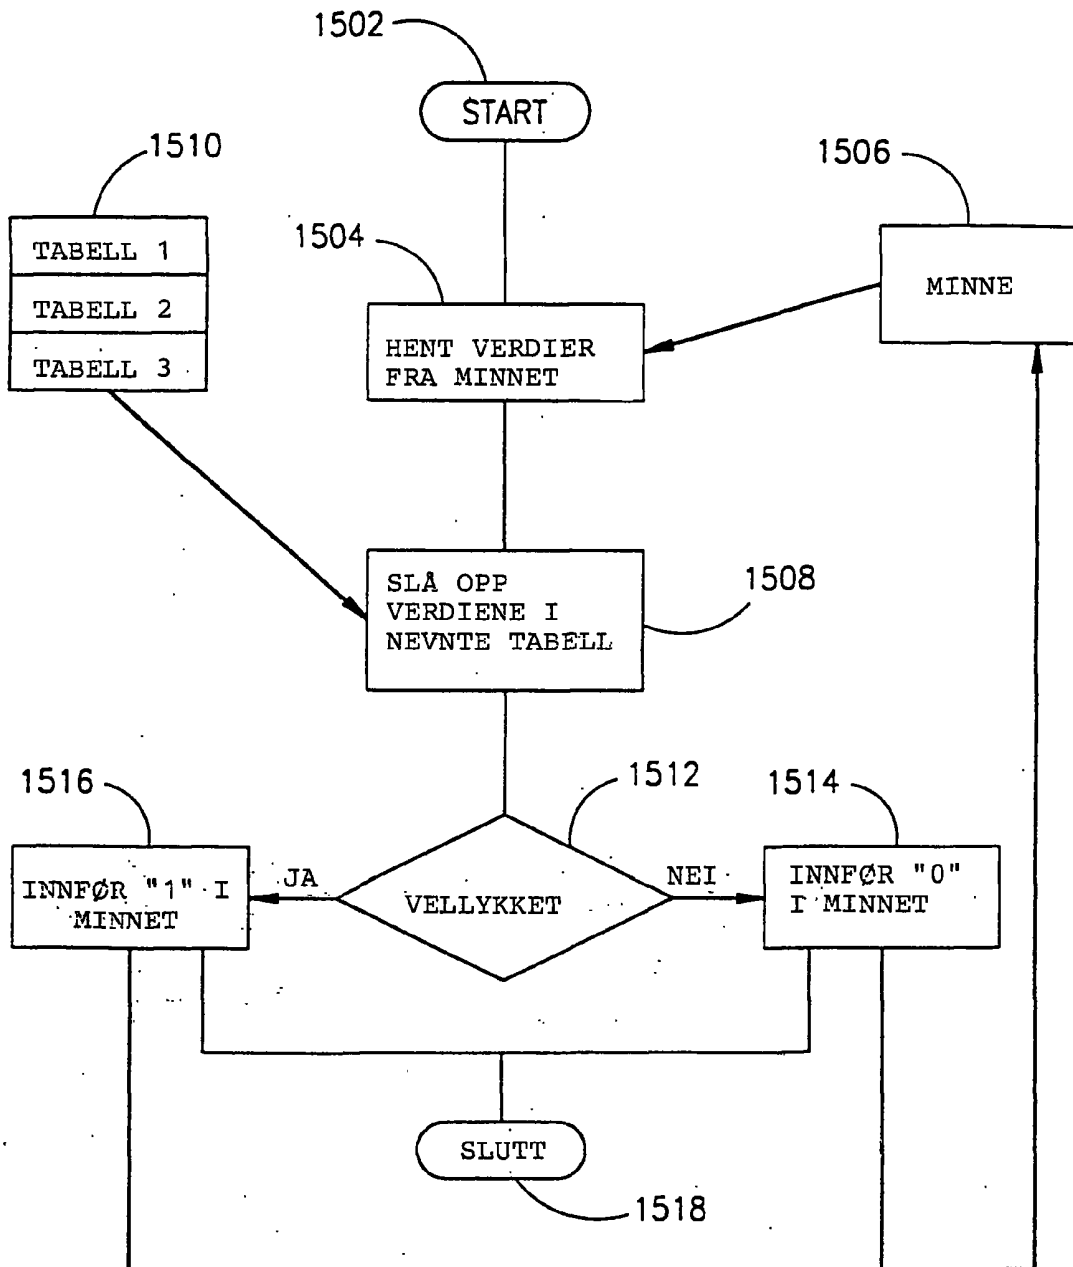 1502
START
1510
TABELL 1
TABELL 2
TABELL 3
1504
HENT VERDIER
FRA MINNET
1506
MINNE
SLÅ OPP
VERDIENE I
NEVNTE TABELL
1508
1516
INNFØR "1" I
MINNET
JA
1512
VELLYKKET
NEI
1514
INNFØR "0"
I MINNET
SLUTT
1518